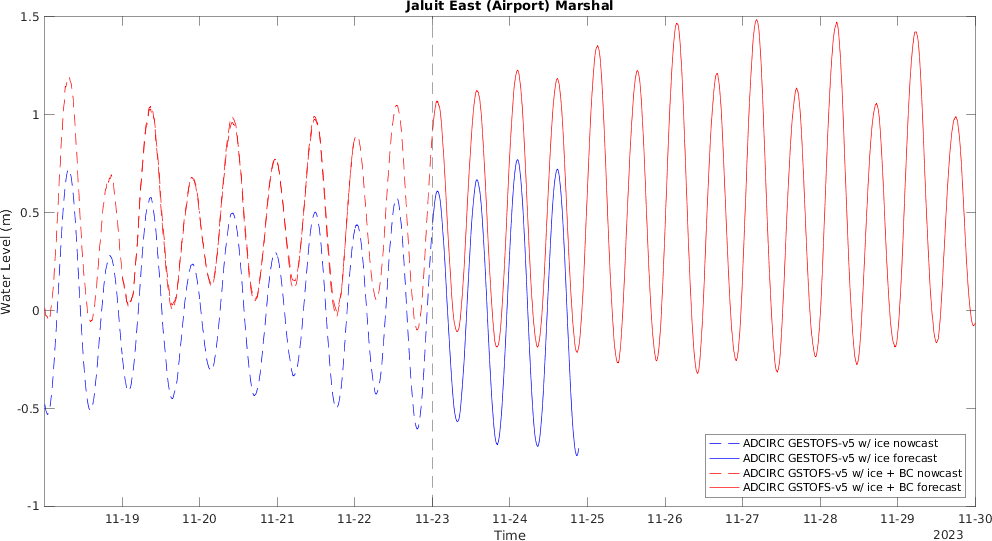 Jaluit East (Airport) Marshal
1.5
1
0.5
0
-0.5
-1
Water Level (m)
11-19 11-20 11-21 11-22 11-23 11-24 11-25 11-26 11-27 11-28 11-29 11-30
Time
2023
ADCIRC GESTOFS-v5 w/ ice nowcast
ADCIRC GESTOFS-v5 w/ ice forecast
ADCIRC GSTOFS-v5 w/ ice + BC nowcast
ADCIRC GSTOFS-v5 w/ ice + BC forecast